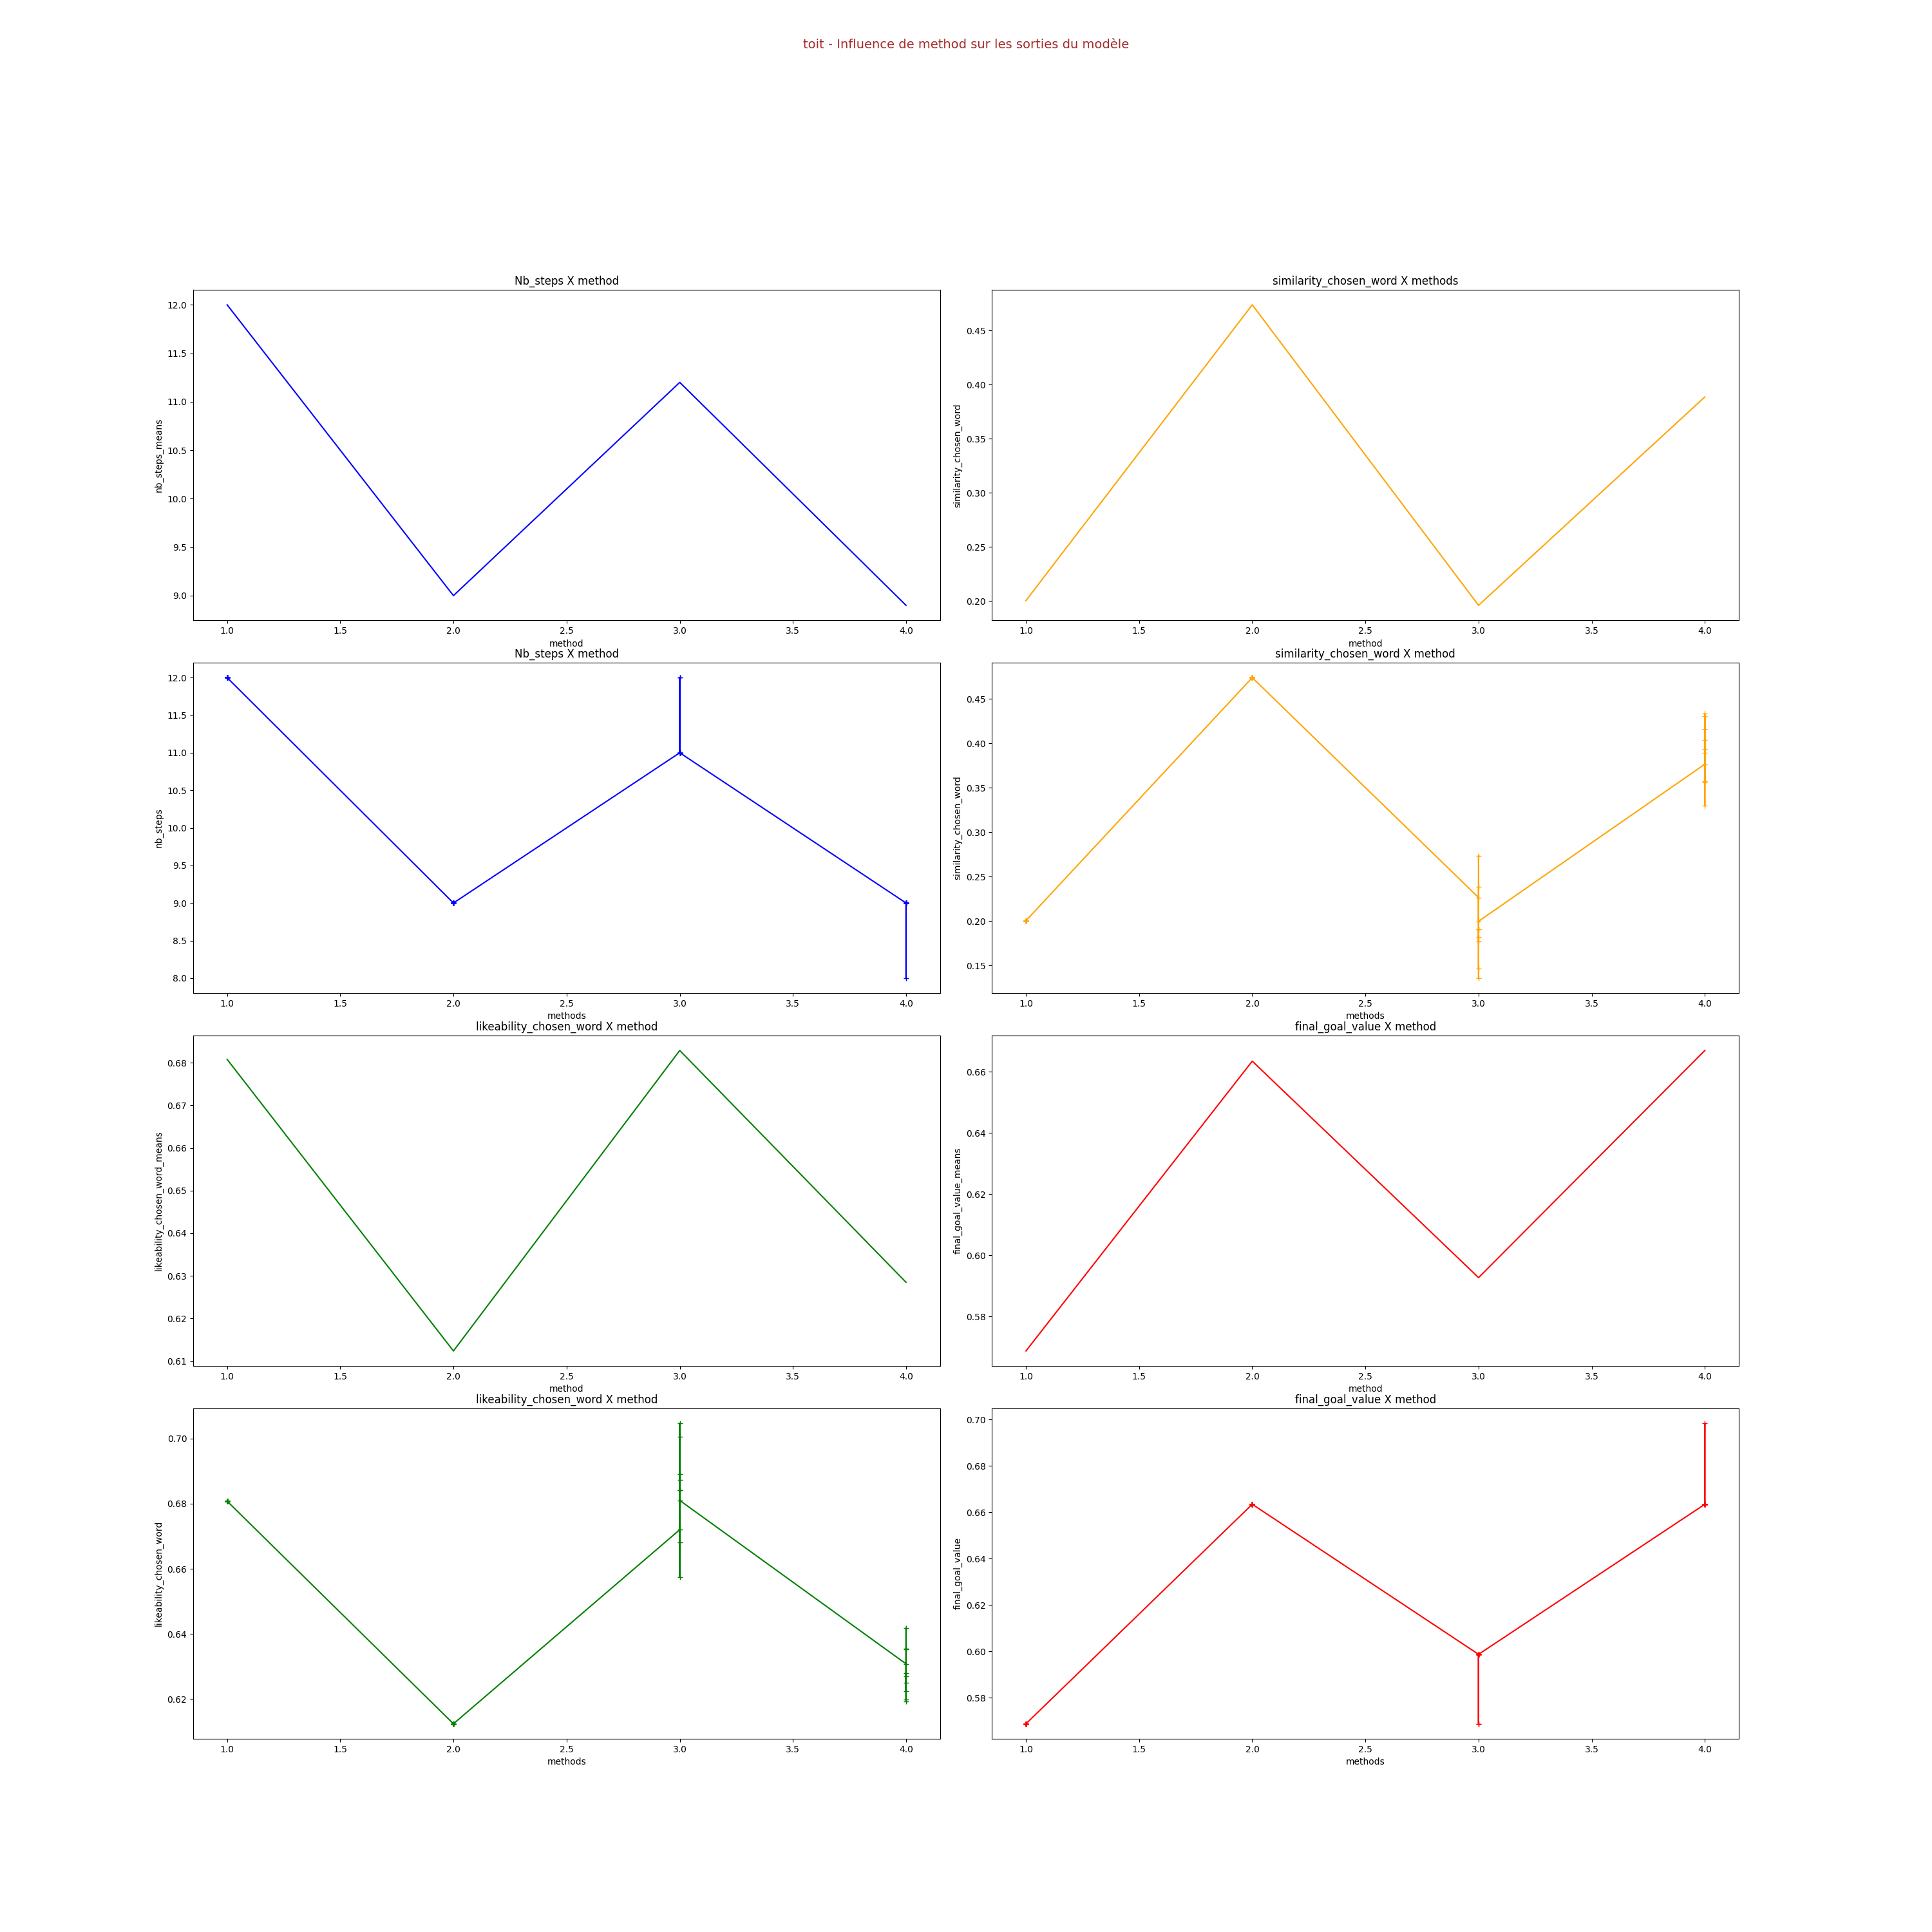 toit - Influence de method sur les sorties du modèle
Nb_steps X method
nb_steps_means
12.0
11.5
11.0
10.5
10.0
9.5
9.0
1.0 1.5 2.0 2.5 3.0 3.5 4.0
method
similarity_chosen_word X methods
similarity_chosen_word
0.45
0.40
0.35
0.30
0.25
0.20
1.0 1.5 2.0 2.5 3.0 3.5 4.0
method
Nb_steps X method
nb_steps
12.0
11.5
11.0
10.5
10.0
9.5
9.0
8.5
8.0
1.0 1.5 2.0 2.5 3.0 3.5 4.0
methods
similarity_chosen_word X method
similarity_chosen_word
0.45
0.40
0.35
0.30
0.25
0.20
0.15
1.0 1.5 2.0 2.5 3.0 3.5 4.0
methods
likeability_chosen_word X method
likeability_chosen_word_means
0.68
0.67
0.66
0.65
0.64
0.63
0.62
0.61
1.0 1.5 2.0 2.5 3.0 3.5 4.0
method
final_goal_value X method
final_goal_value_means
0.66
0.64
0.62
0.60
0.58
1.0 1.5 2.0 2.5 3.0 3.5 4.0
method
likeability_chosen_word X method
likeability_chosen_word
0.70
0.68
0.66
0.64
0.62
1.0 1.5 2.0 2.5 3.0 3.5 4.0
methods
final_goal_value X method
final_goal_value
0.70
0.68
0.66
0.64
0.62
0.60
0.58
1.0 1.5 2.0 2.5 3.0 3.5 4.0
methods